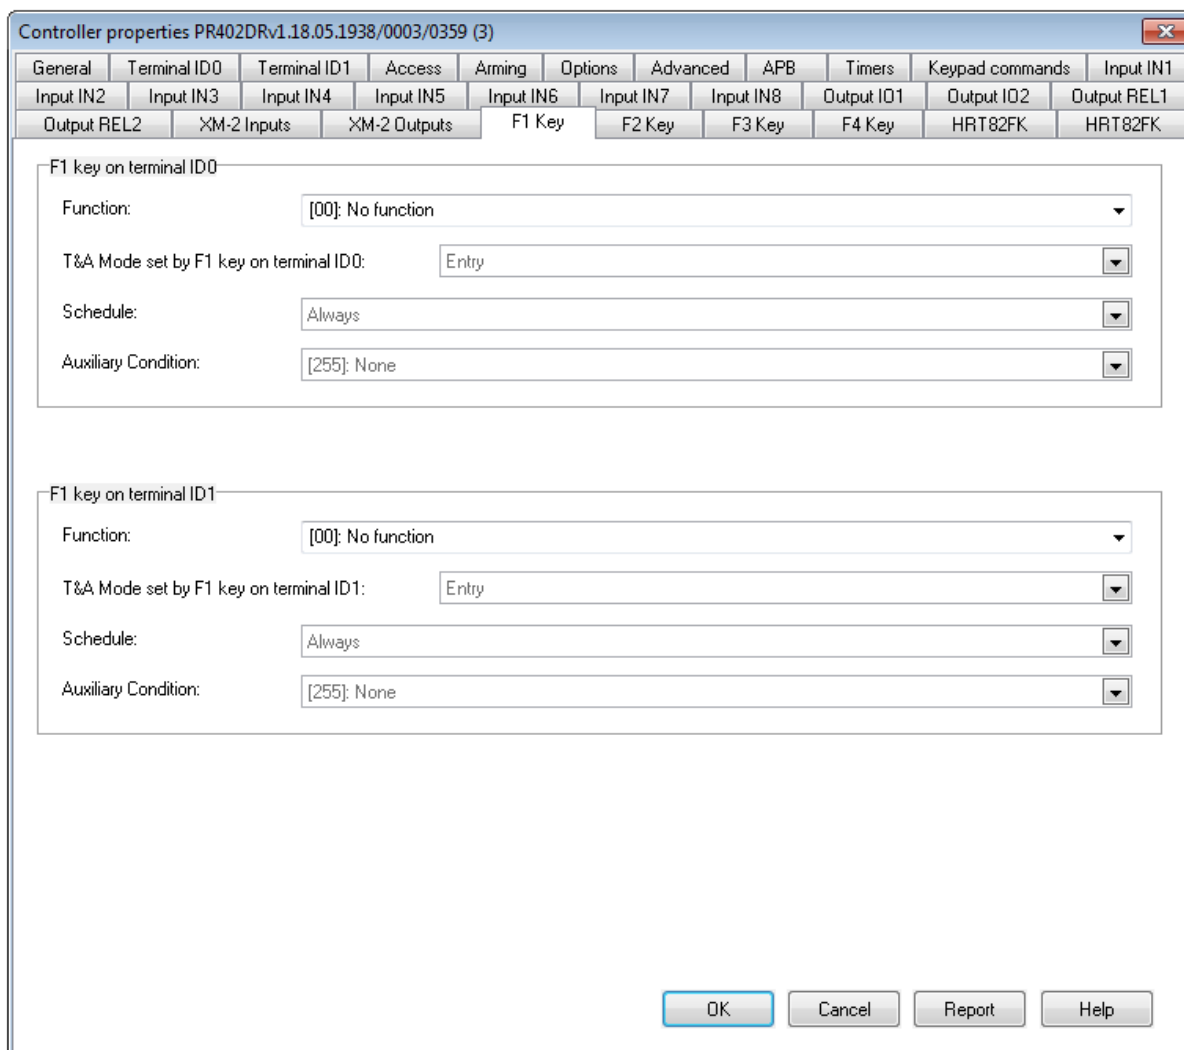 Controller properties PR402DRv1.18.05.1938/0003/0359 (3)
General Terminal ID0 Terminal ID1 Access Arming Options Advanced APB Timers Keypad commands Input IN1
Input IN2 Input IN3 Input IN4 Input IN5 Input IN6 Input IN7 Input IN8 Output IO1 Output IO2 Output REL1
Output REL2 XM-2 Inputs XM-2 Outputs F1 Key F2 Key F3 Key F4 Key HRT82FK HRT82FK
F1 key on terminal ID0
Function: [00]: No function
T&A Mode set by F1 key on terminal ID0: Entry
Schedule: Always
Auxiliary Condition: [255]: None
F1 key on terminal ID1
Function: [00]: No function
T&A Mode set by F1 key on terminal ID1: Entry
Schedule: Always
Auxiliary Condition: [255]: None
OK Cancel Report Help